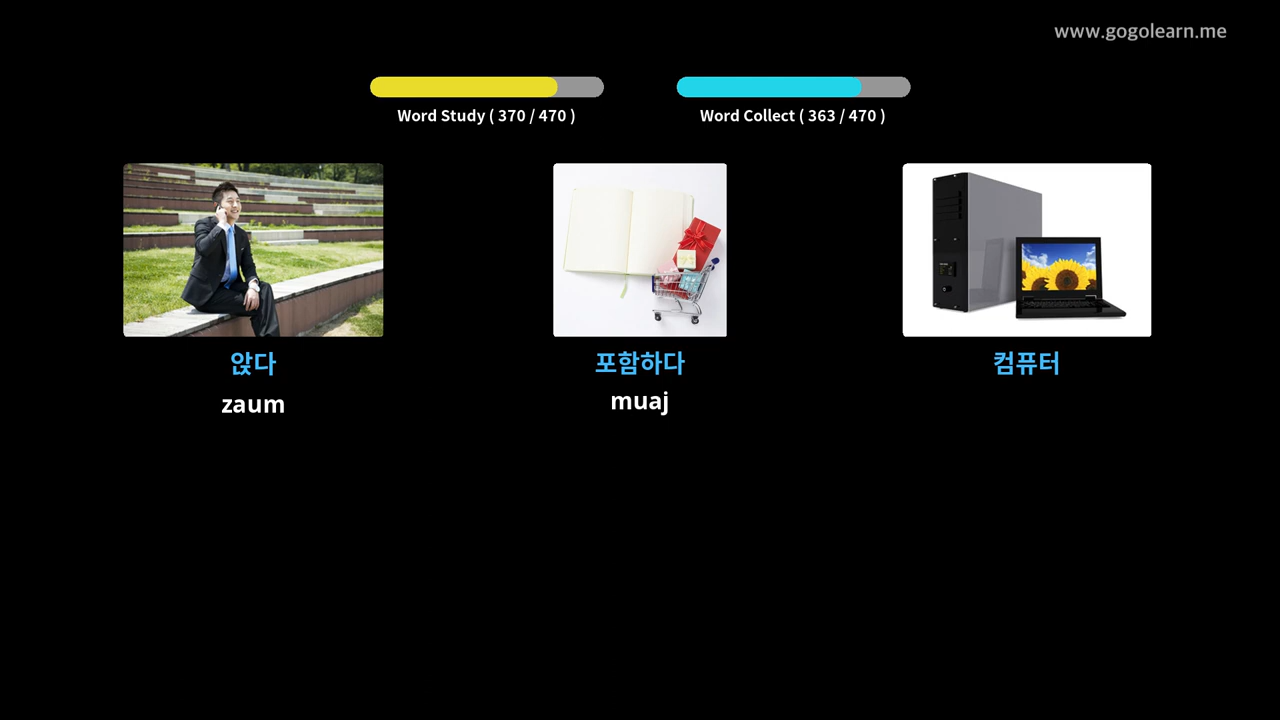 www.gogolearn.me
Word Study ( 370 / 470 )
Word Collect ( 363 / 470 )
앉다
포함하다
컴퓨터
zaum
muaj